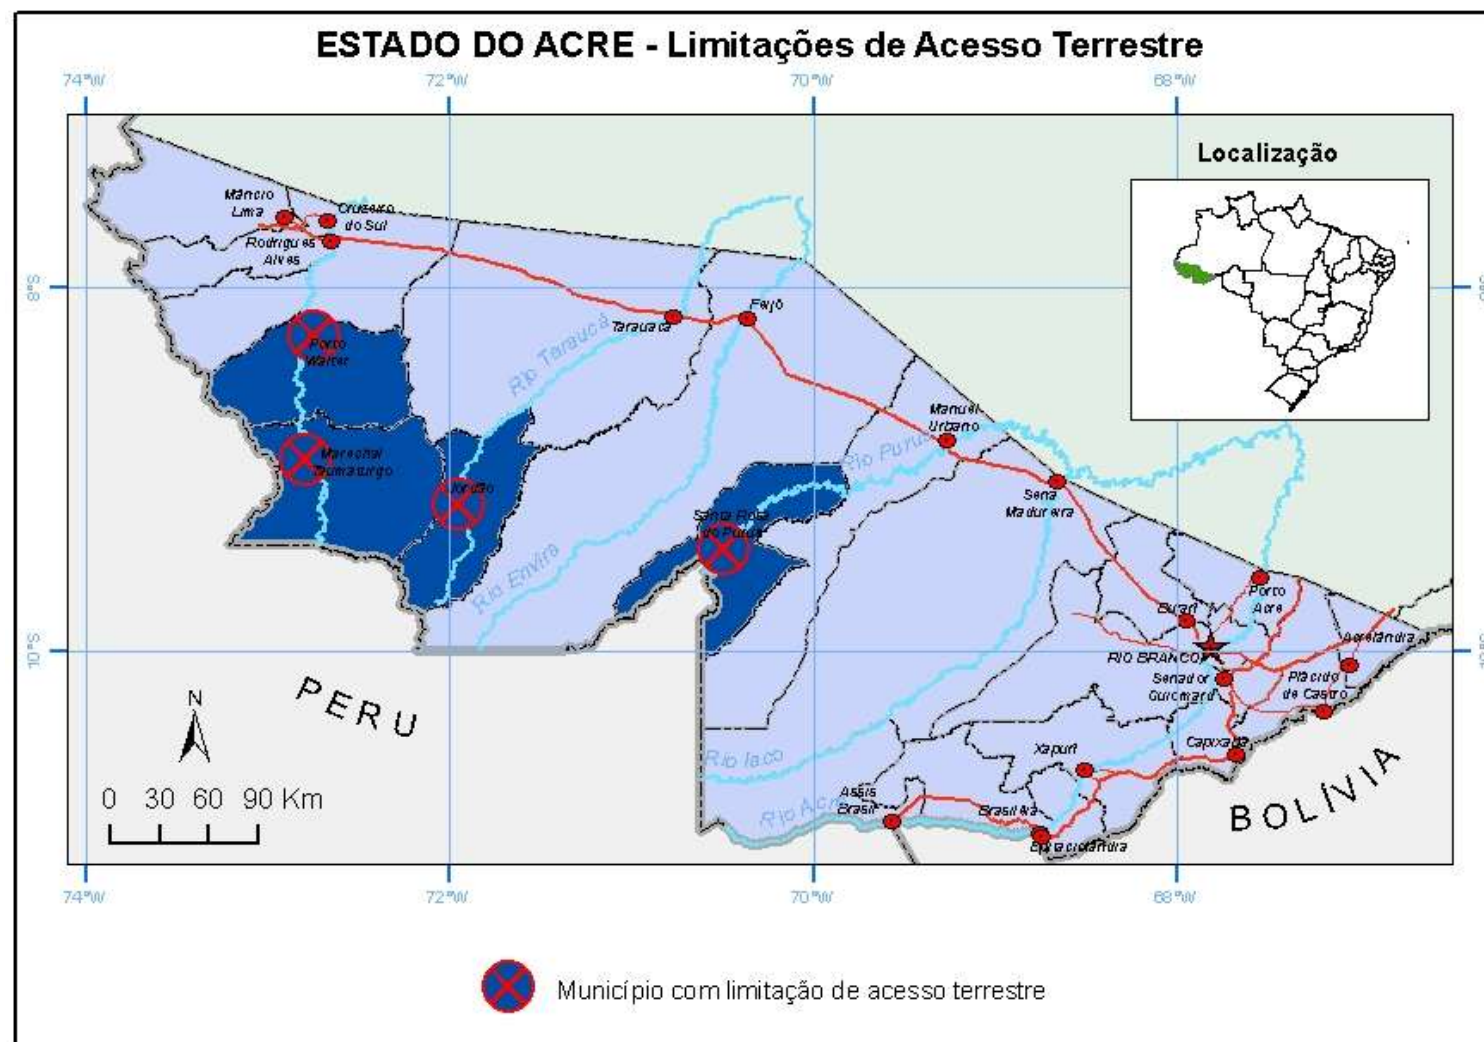 ESTADO DO ACRE - Limitações de Acesso Terrestre
74°W
72°W
70°W
68°W
Localização
Mâncio
Lima
Cruzeiro
do Sul
Rodrigues
Alves
8°S
Feijó
Tarauacá
Rio Tarauacá
Porto
Walter
Manuel
Urbano
Rio Purus
Marechal
Taumaturgo
Jordão
Sena
Madureira
Santa Rosa
do Purus
Rio Envira
Porto
Acre
Bujari
Acrelândia
10°S
RIO BRANCO
Senador
Guiomard
Plácido
de Castro
PERU
N
Xapuri
Capixaba
Rio Iaco
BOLÍVIA
0 30 60 90 Km
Assis
Brasil
Rio Acre
Brasiléia
Epitaciolândia
74°W
72°W
70°W
68°W
Município com limitação de acesso terrestre